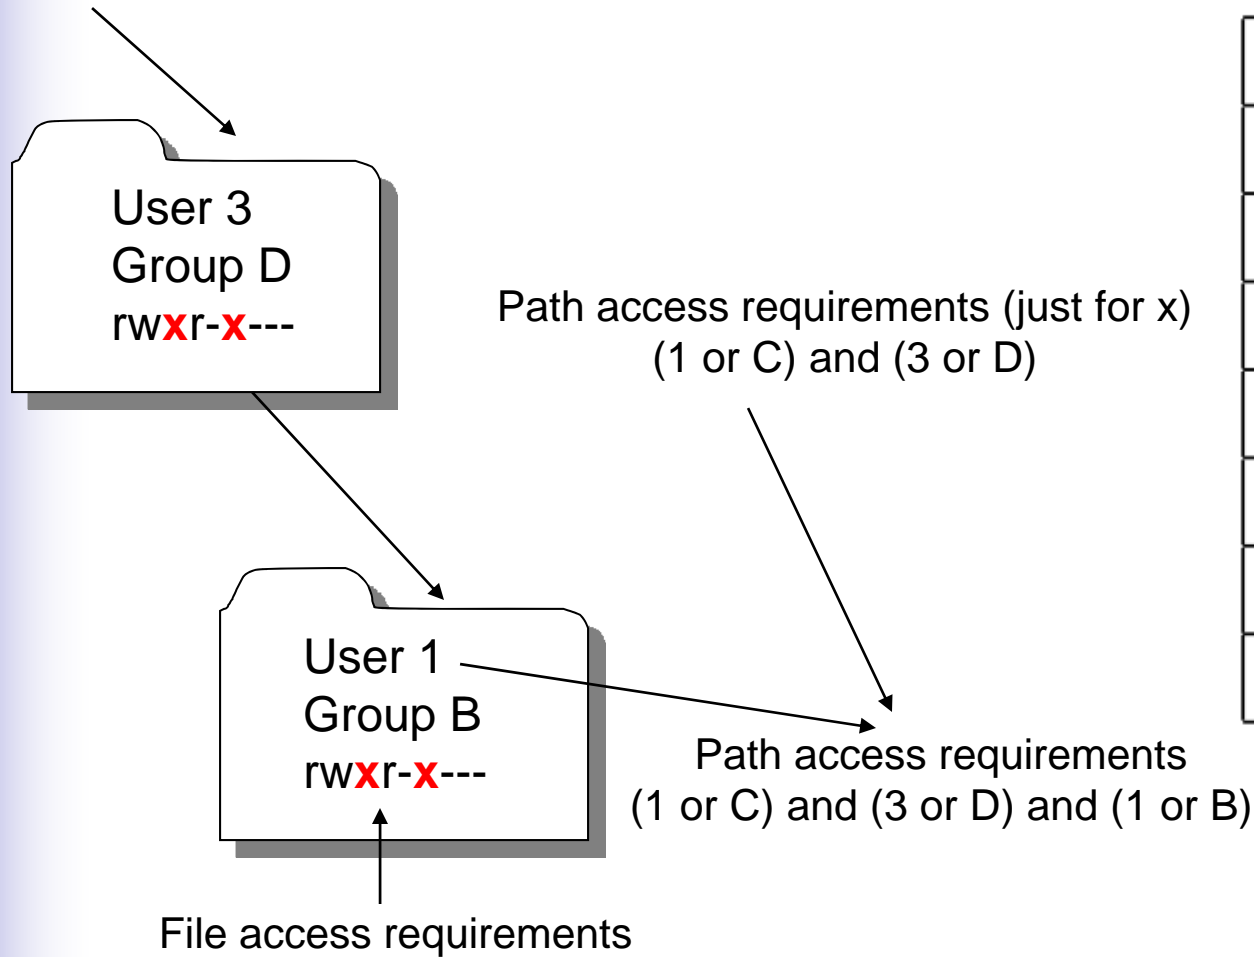 User 3
Group D
rwxr-x---
Path access requirements (just for x)
(1 or C) and (3 or D)
User 1
Group B
rwxr-x---
Path access requirements
(1 or C) and (3 or D) and (1 or B)
File access requirements